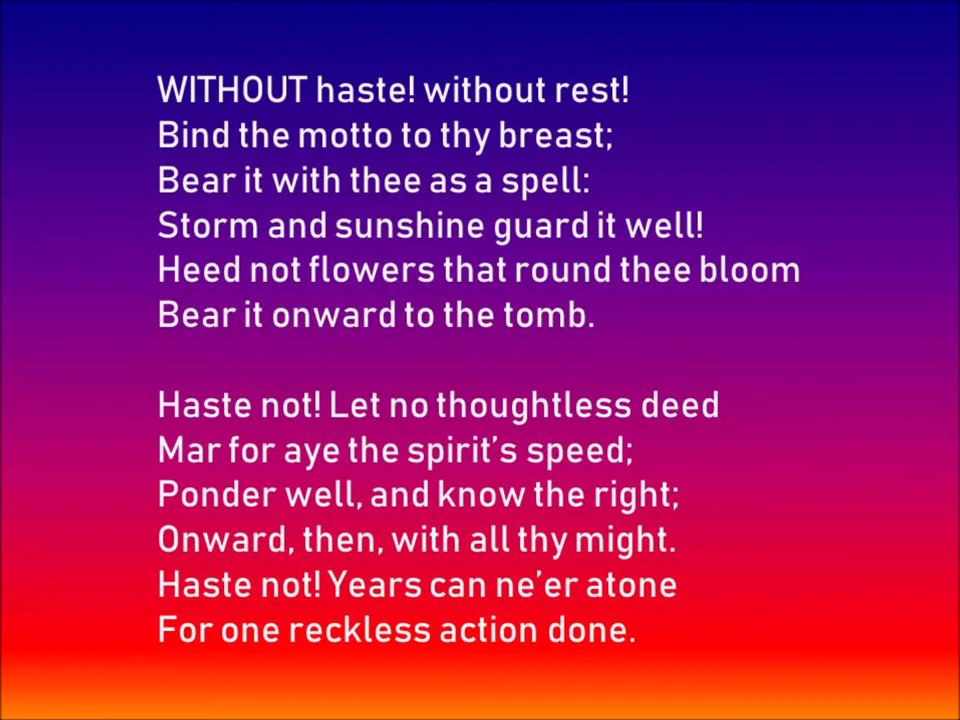 WITHOUT haste! without rest!
Bind the motto to thy breast;
Bear it with thee as a spell:
Storm and sunshine guard it well!
Heed not flowers that round thee bloom
Bear it onward to the tomb.

Haste not! Let no thoughtless deed
Mar for aye the spirit’s speed;
Ponder well, and know the right;
Onward, then, with all thy might.
Haste not! Years can ne’er atone
For one reckless action done.